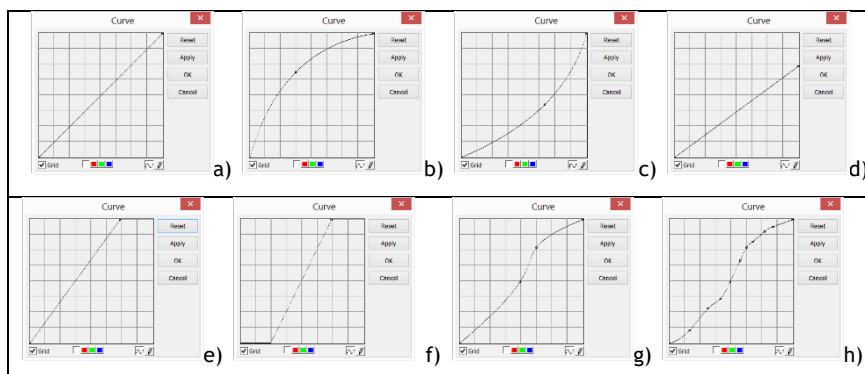 Curve
Reset
Apply
OK
Cancel
Grid
a)
Curve
Reset
Apply
OK
Cancel
Grid
b)
Curve
Reset
Apply
OK
Cancel
Grid
c)
Curve
Reset
Apply
OK
Cancel
Grid
d)
Curve
Reset
Apply
OK
Cancel
Grid
e)
Curve
Reset
Apply
OK
Cancel
Grid
f)
Curve
Reset
Apply
OK
Cancel
Grid
g)
Curve
Reset
Apply
OK
Cancel
Grid
h)